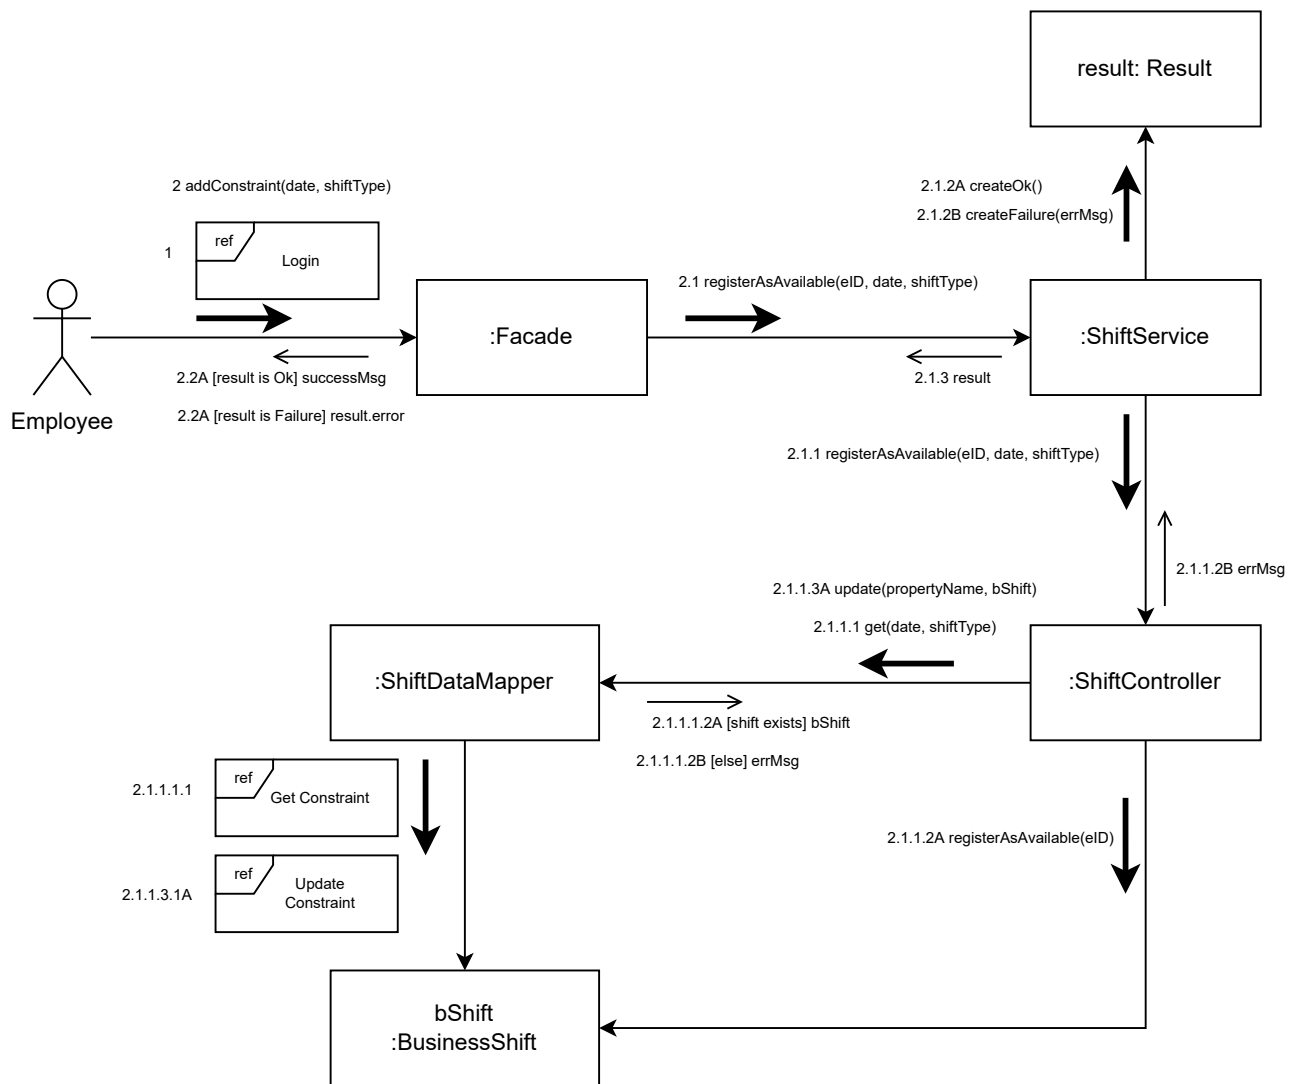 result: Result
2 addConstraint(date, shiftType)
2.1.2A createOk()
2.1.2B createFailure(errMsg)
1
ref
Login
2.1 registerAsAvailable(eID, date, shiftType)
:Facade
:ShiftService
2.2A [result is Ok] successMsg
2.1.3 result
2.2A [result is Failure] result.error
Employee
2.1.1 registerAsAvailable(eID, date, shiftType)
2.1.1.2B errMsg
2.1.1.3A update(propertyName, bShift)
2.1.1.1 get(date, shiftType)
:ShiftDataMapper
:ShiftController
2.1.1.1.2A [shift exists] bShift
2.1.1.1.2B [else] errMsg
ref
2.1.1.1.1
Get Constraint
2.1.1.2A registerAsAvailable(eID)
ref
2.1.1.3.1A
Update
Constraint
bShift
:BusinessShift